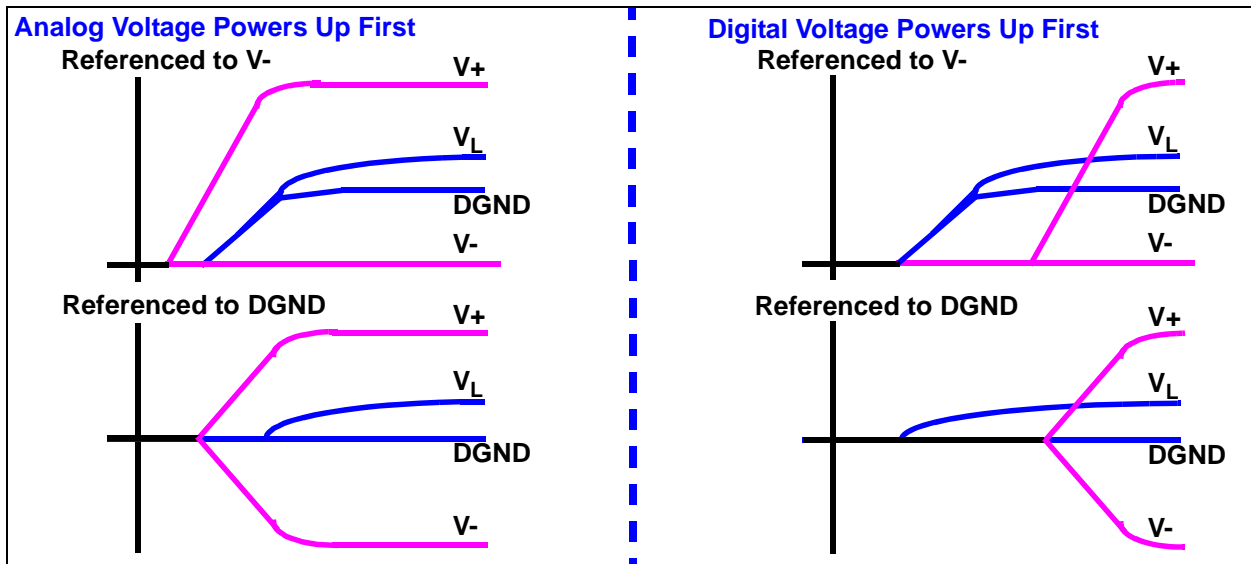 Analog Voltage Powers Up First
Referenced to V-
V+
VL
DGND
V-
Referenced to DGND
V+
VL
DGND
V-
Digital Voltage Powers Up First
Referenced to V-
V+
VL
DGND
V-
Referenced to DGND
V+
VL
DGND
V-